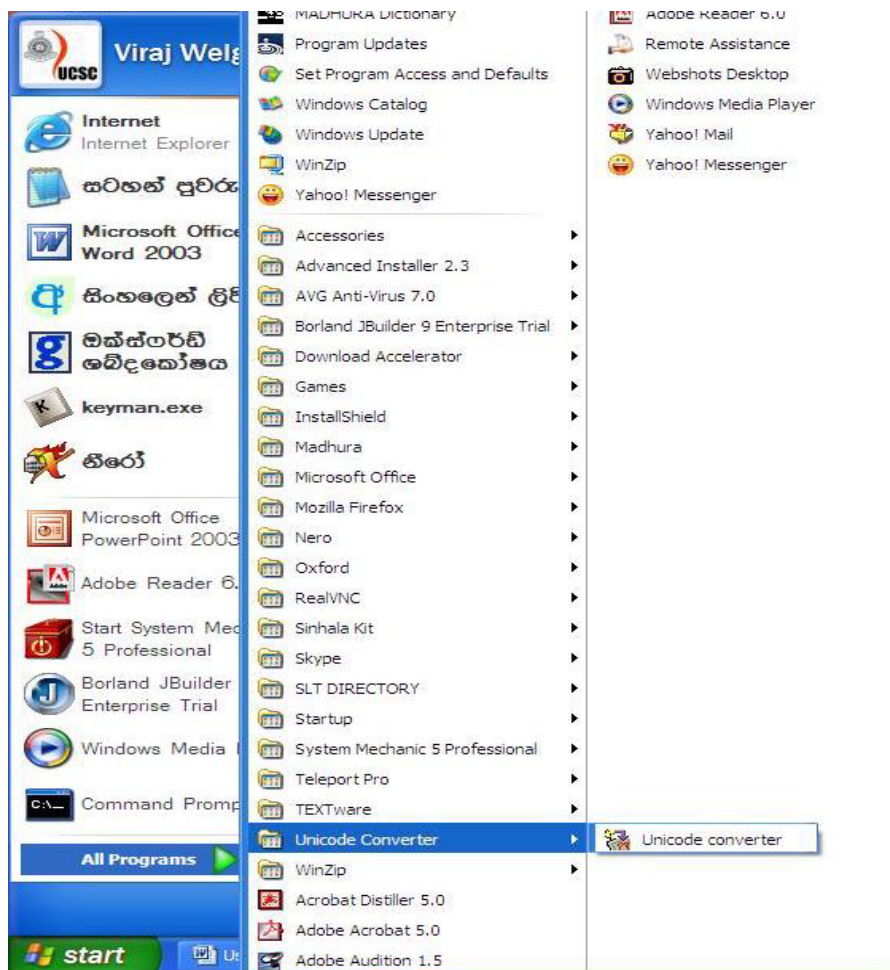 UCSC
Viraj
Internet
Internet Explorer
සටහන්
Microsoft Office
Word 2003
සිංහලෙන්
ඔක්ස්ෆර්ඩ්
ශබ්දකෝෂය
keyman.exe
නීරෝ
Microsoft Office
PowerPoint 2003
Adobe Reader 6.
Start System Mec
5 Professional
Borland JBuilder
Enterprise Trial
Windows Media
Command Promp
All Programs
start
MADHURA Dictionary
Program Updates
Set Program Access and Defaults
Windows Catalog
Windows Update
WinZip
Yahoo! Messenger
Accessories
Advanced Installer 2.3
AVG Anti-Virus 7.0
Borland JBuilder 9 Enterprise Trial
Download Accelerator
Games
InstallShield
Madhura
Microsoft Office
Mozilla Firefox
Nero
Oxford
RealVNC
Sinhala Kit
Skype
SLT DIRECTORY
Startup
System Mechanic 5 Professional
Teleport Pro
TEXTware
Unicode Converter
WinZip
Acrobat Distiller 5.0
Adobe Acrobat 5.0
Adobe Audition 1.5
Adobe Reader 6.0
Remote Assistance
Webshots Desktop
Windows Media Player
Yahoo! Mail
Yahoo! Messenger
Unicode converter